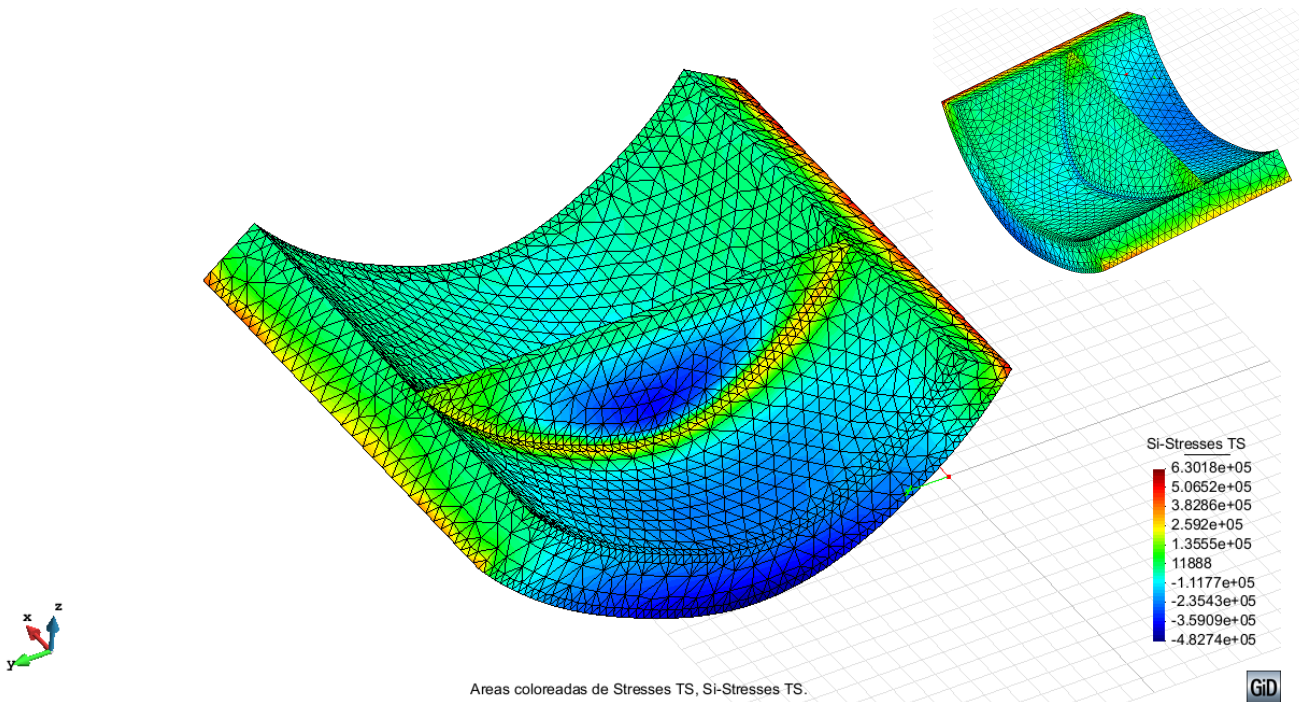 Si-Stresses TS
6.3018e+05
5.0652e+05
3.8286e+05
2.592e+05
1.3555e+05
11888
-1.1177e+05
-2.3543e+05
-3.5909e+05
-4.8274e+05
x
z
y
Areas coloreadas de Stresses TS, Si-Stresses TS.
GiD